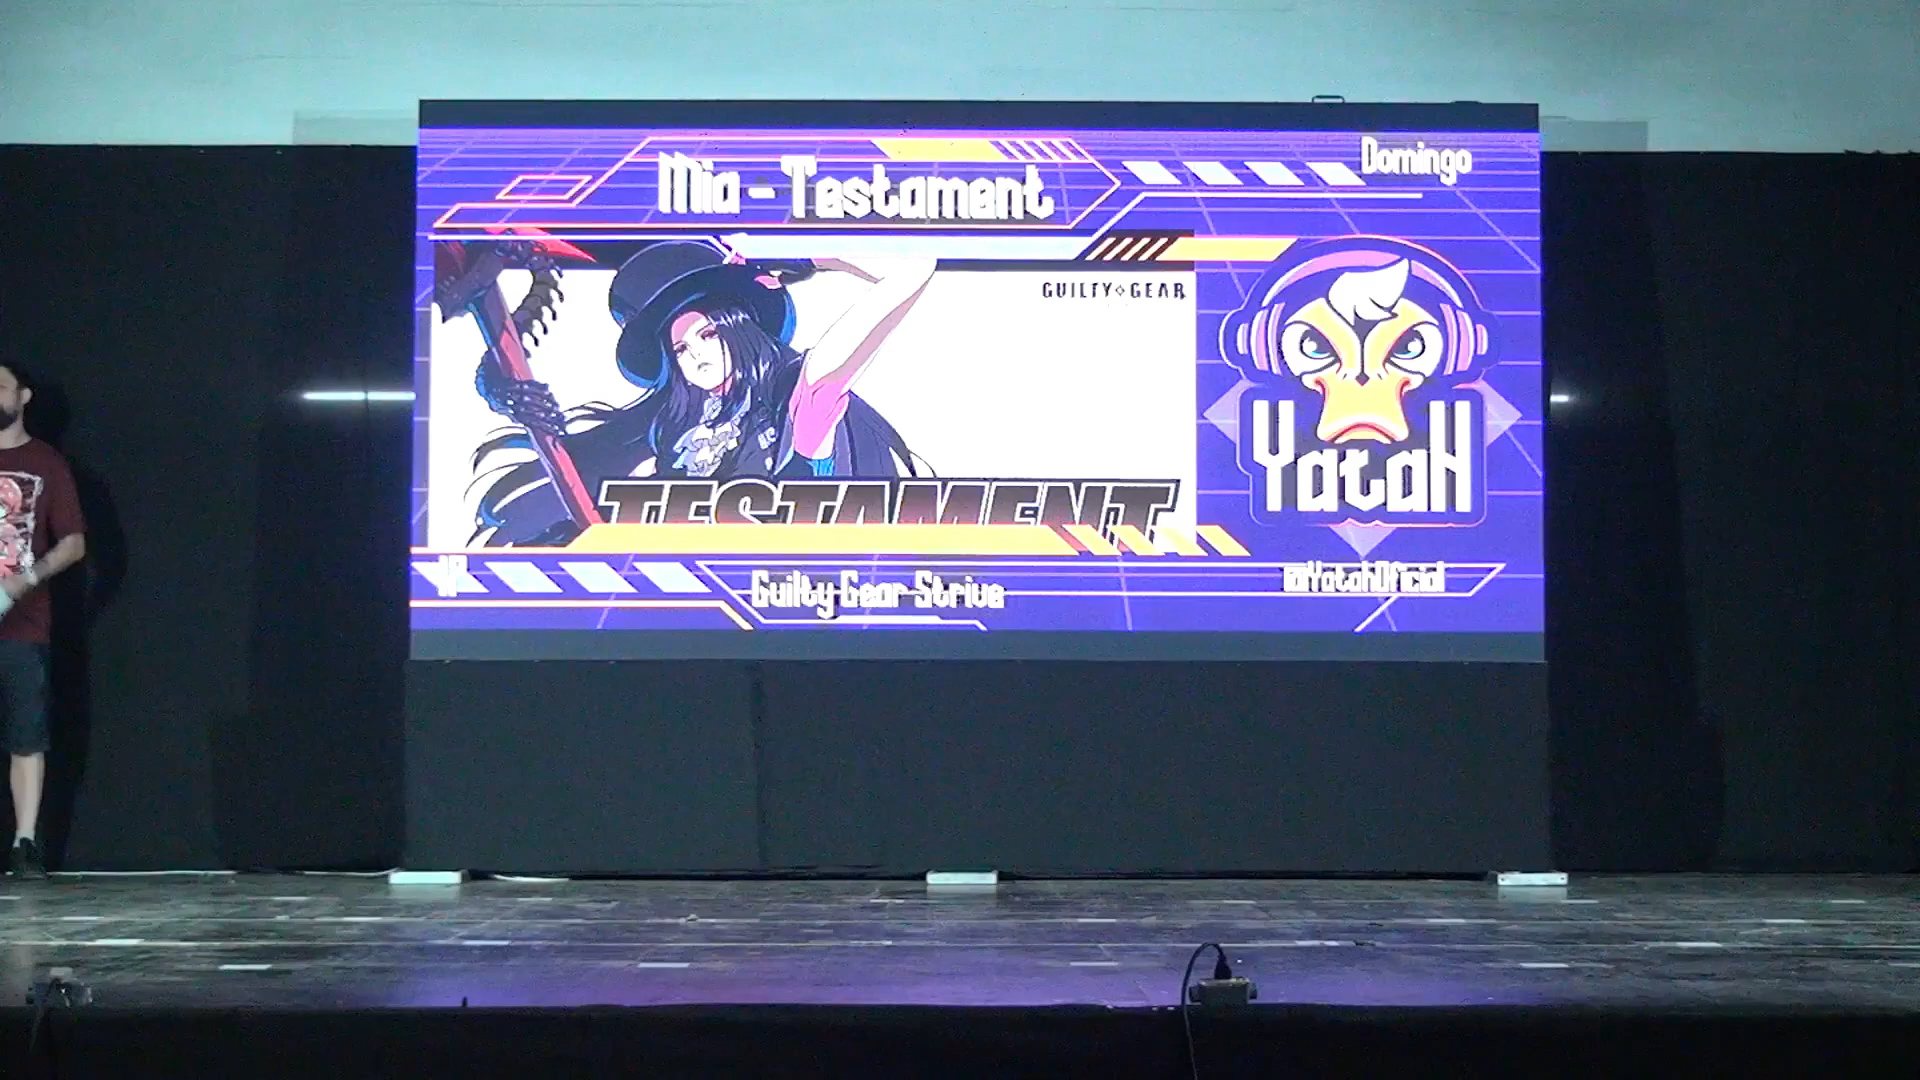 Domingo
Mia - Testament
GUILTY GEAR
TESTAMENT
YataH
Guilty Gear Strive
@YatahOficial